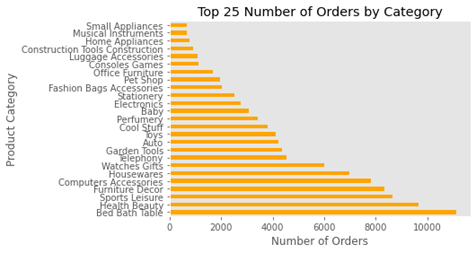 Top 25 Number of Orders by Category
Small Appliances
Musical Instruments
Home Appliances
Construction Tools Construction
Luggage Accessories
Consoles Games
Office Furniture
Pet Shop
Fashion Bags Accessories
Stationery
Electronics
Baby
Perfumery
Cool Stuff
Toys
Auto
Garden Tools
Telephony
Watches Gifts
Housewares
Computers Accessories
Furniture Decor
Sports Leisure
Health Beauty
Bed Bath Table
Product Category
0 2000 4000 6000 8000 10000
Number of Orders